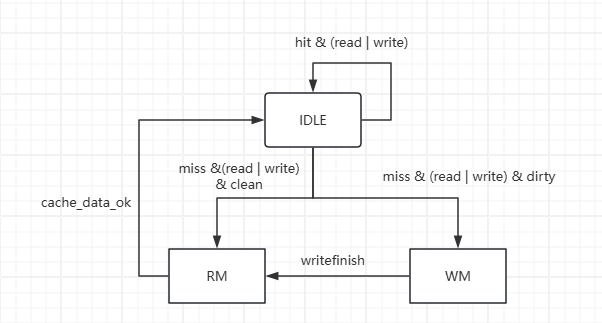 hit & (read | write)
IDLE
miss &(read | write)
& clean
miss & (read | write) & dirty
cache_data_ok
writefinish
RM
WM